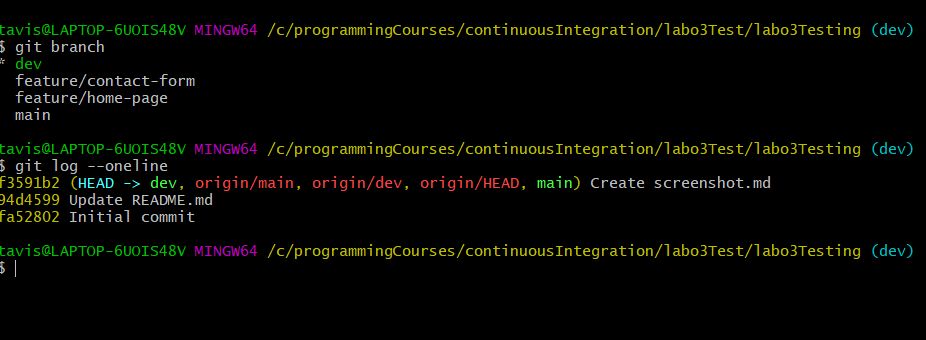 tavis@LAPTOP-6UOIS48V MINGW64 /c/programmingCourses/continuousIntegration/labo3Test/labo3Testing (dev)
$ git branch
* dev
  feature/contact-form
  feature/home-page
  main
tavis@LAPTOP-6UOIS48V MINGW64 /c/programmingCourses/continuousIntegration/labo3Test/labo3Testing (dev)
$ git log --oneline
f3591b2 (HEAD -> dev, origin/main, origin/dev, origin/HEAD, main) Create screenshot.md
94d4599 Update README.md
fa52802 Initial commit
tavis@LAPTOP-6UOIS48V MINGW64 /c/programmingCourses/continuousIntegration/labo3Test/labo3Testing (dev)
$